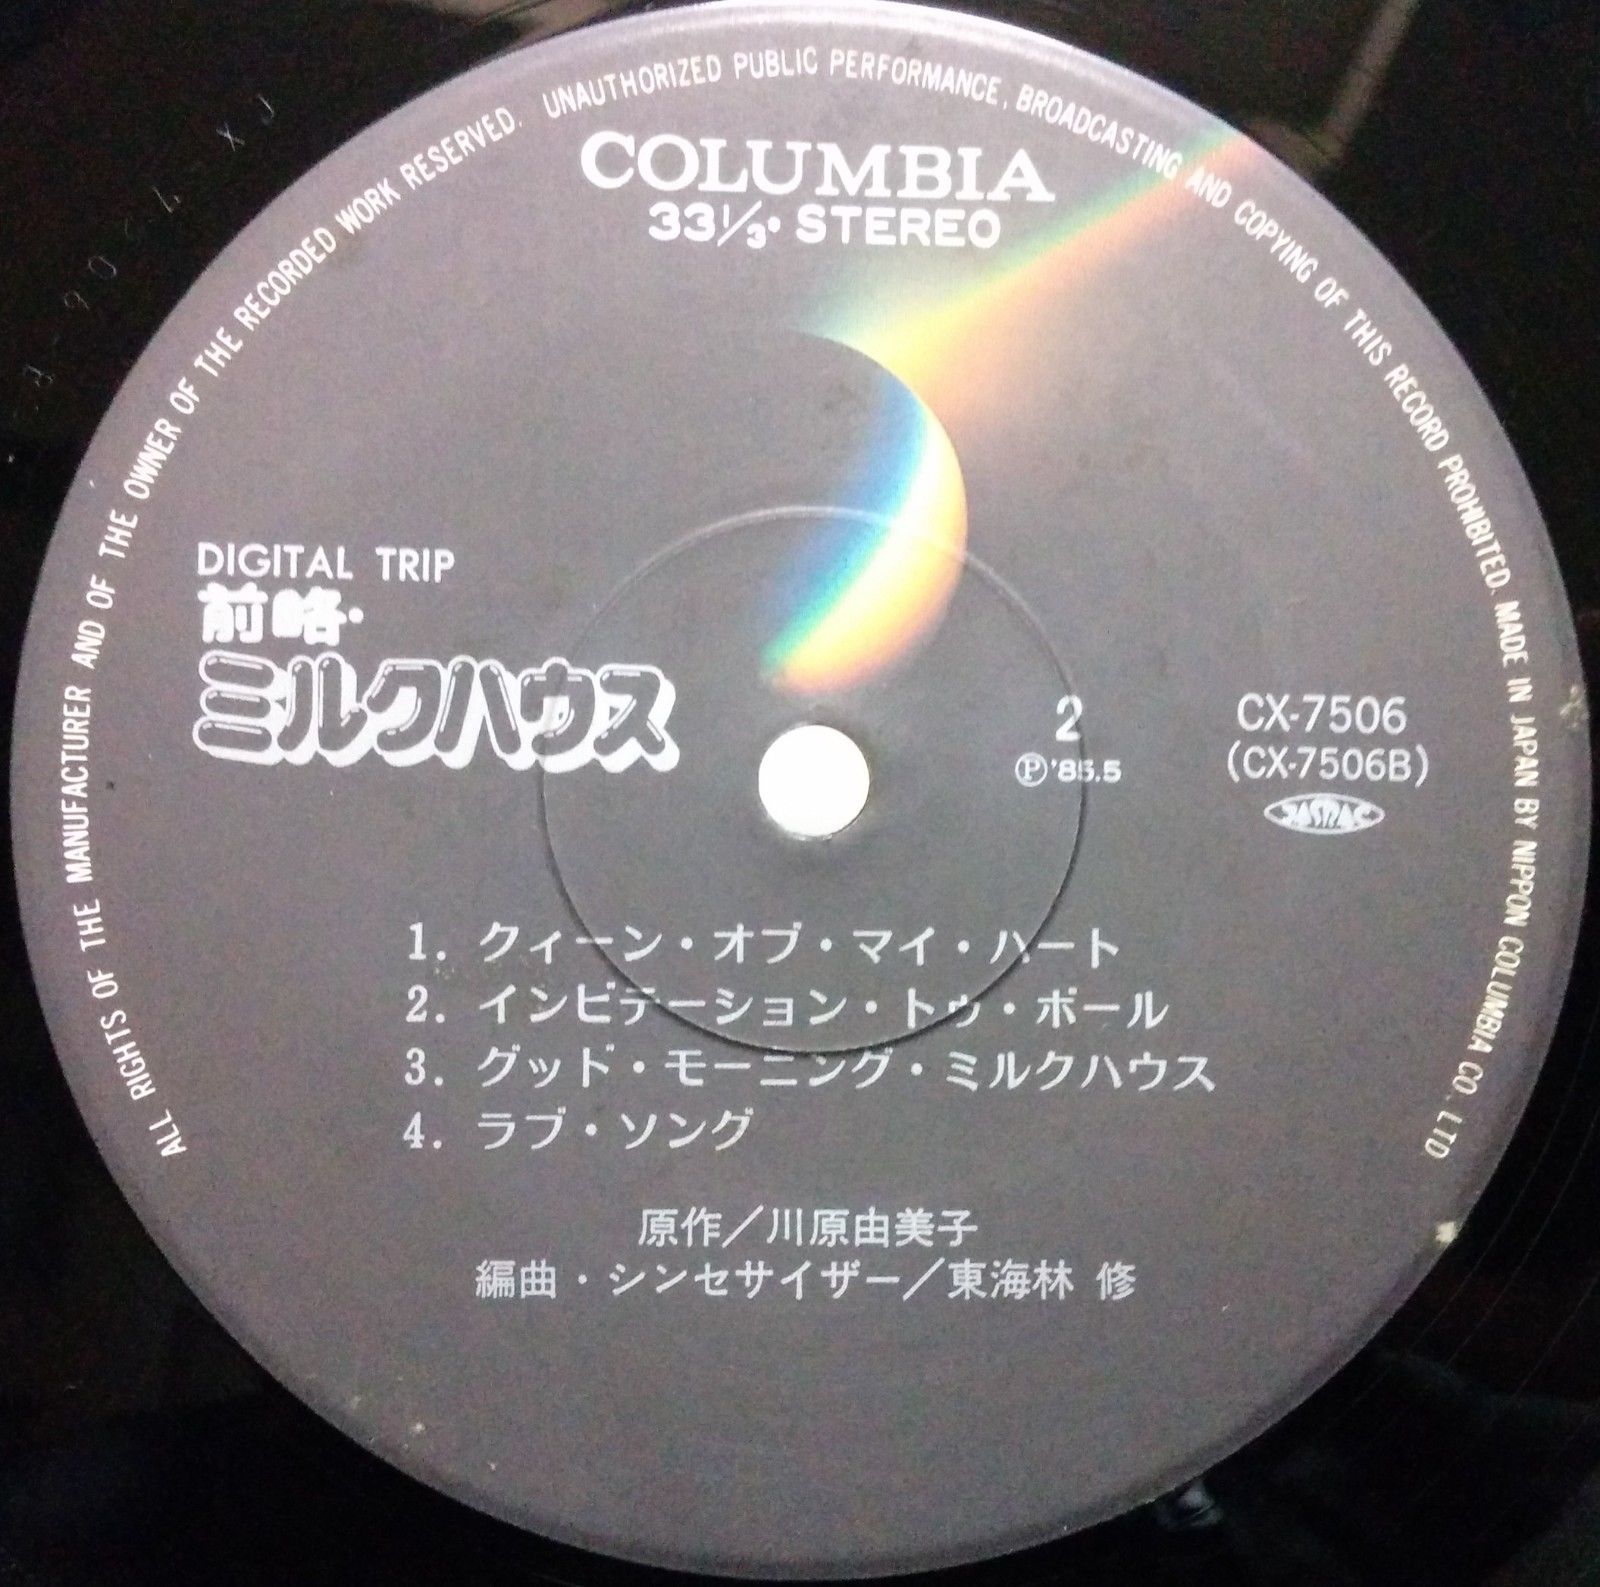 ALL RIGHTS OF THE MANUFACTURER AND OF THE OWNER OF THE RECORDED WORK RESERVED. UNAUTHORIZED PUBLIC PERFORMANCE, BROADCASTING AND COPYING OF THIS RECORD PROHIBITED. MADE IN JAPAN BY NIPPON COLUMBIA CO., LTD
COLUMBIA
33⅓・STEREO
DIGITAL TRIP
前略・
ミルクハウス
2
Ⓟ'85.5
CX-7506
(CX-7506B)
JASRAC
1. クィーン・オブ・マイ・ハート
2. インビテーション・トゥ・ボール
3. グッド・モーニング・ミルクハウス
4. ラブ・ソング
原作／川原由美子
編曲・シンセサイザー／東海林 修